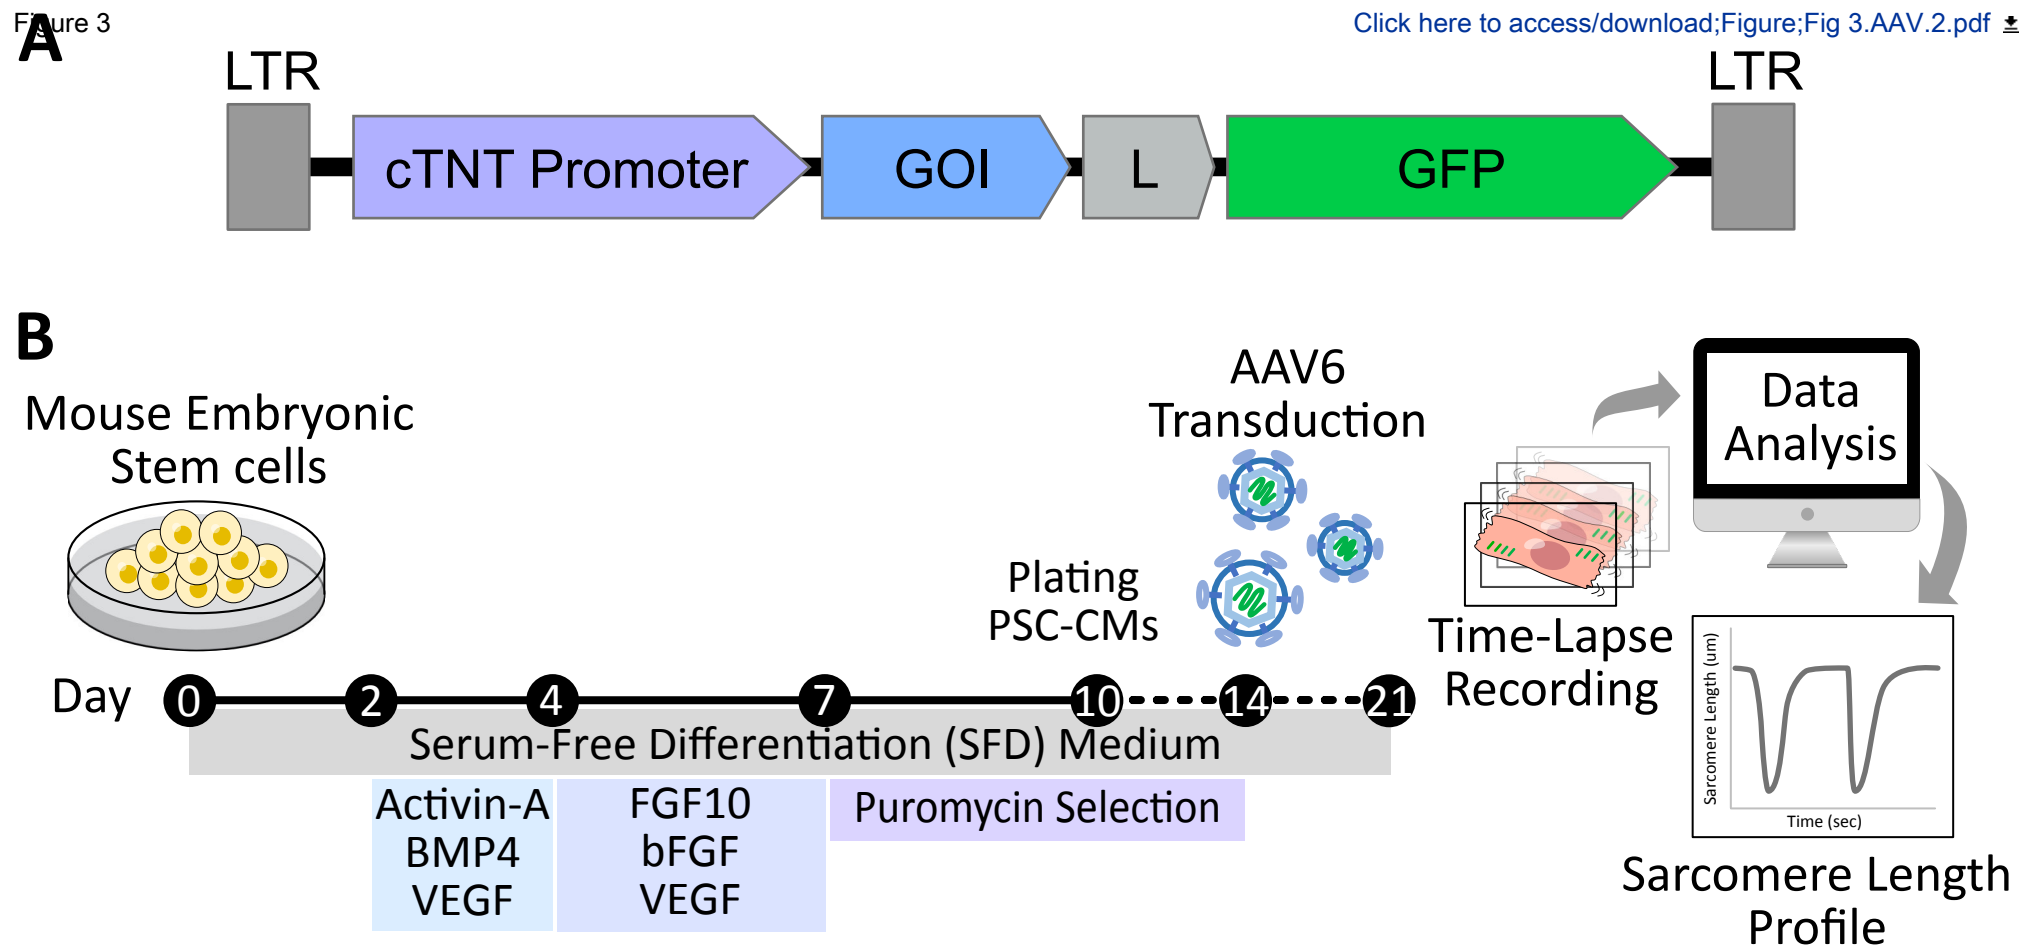 Figure 3
Click here to access/download;Figure;Fig 3.AAV.2.pdf
A
LTR
LTR
cTNT Promoter
GOI
L
GFP
B
Mouse Embryonic
Stem cells
AAV6
Transduction
Plating
PSC-CMs
Data
Analysis
Time-Lapse
Recording
Day
0
2
4
7
10
14
21
Serum-Free Differentiation (SFD) Medium
Activin-A
BMP4
VEGF
FGF10
bFGF
VEGF
Puromycin Selection
Sarcomere Length (um)
Time (sec)
Sarcomere Length
Profile